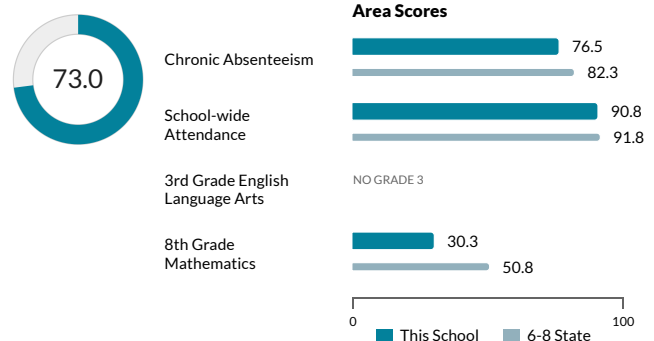 Area Scores
73.0
Chronic Absenteeism
76.5
82.3
School-wide
Attendance
90.8
91.8
3rd Grade English
Language Arts
NO GRADE 3
8th Grade
Mathematics
30.3
50.8
0
100
This School
6-8 State